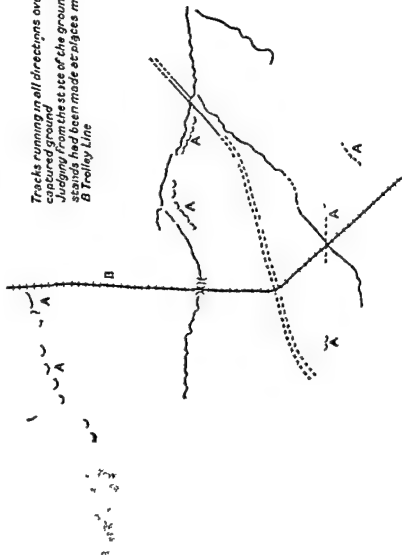 Tracks running in all directions over
captured ground
Judging from the state of the ground
stands had been made at places m
B Trolley Line
A
B
A
A
A
A
A
A